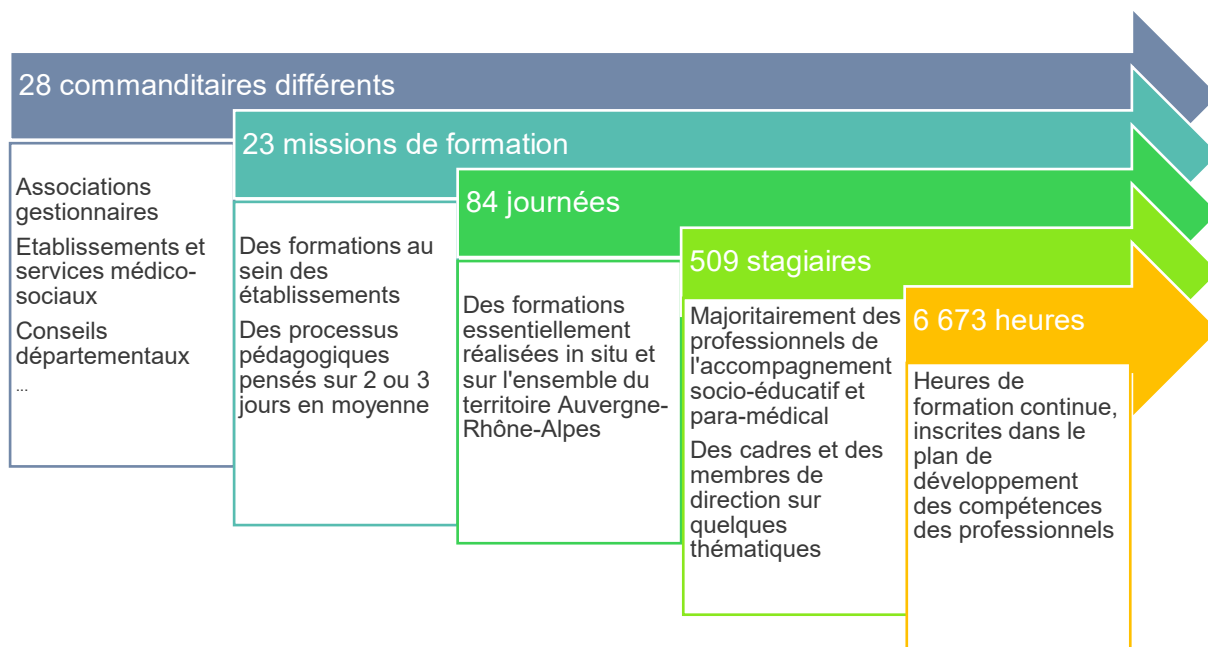 28 commanditaires différents
Associations
gestionnaires
Etablissements et
services médico-
sociaux
Conseils
départementaux
...
23 missions de formation
Des formations au
sein des
établissements
Des processus
pédagogiques
pensés sur 2 ou 3
jours en moyenne
84 journées
Des formations
essentiellement
réalisées in situ et
sur l'ensemble du
territoire Auvergne-
Rhône-Alpes
509 stagiaires
Majoritairement des
professionnels de
l'accompagnement
socio-éducatif et
para-médical
Des cadres et des
membres de
direction sur
quelques
thématiques
6 673 heures
Heures de
formation continue,
inscrites dans le
plan de
développement
des compétences
des professionnels